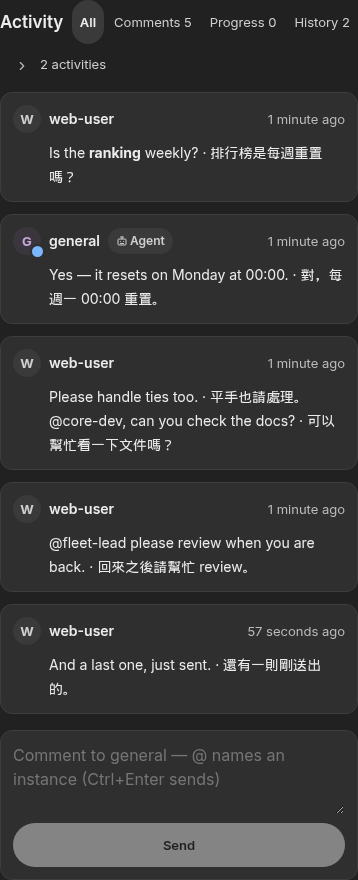 Activity All Comments 5 Progress 0 History 2
2 activities
W web-user 1 minute ago
Is the ranking weekly? · 排行榜是每週重置
嗎？
G general Agent 1 minute ago
Yes — it resets on Monday at 00:00. · 對，每
週一 00:00 重置。
W web-user 1 minute ago
Please handle ties too. · 平手也請處理。
@core-dev, can you check the docs? · 可以
幫忙看一下文件嗎？
W web-user 1 minute ago
@fleet-lead please review when you are
back. · 回來之後請幫忙 review。
W web-user 57 seconds ago
And a last one, just sent. · 還有一則剛送出
的。
Comment to general — @ names an
instance (Ctrl+Enter sends)
Send